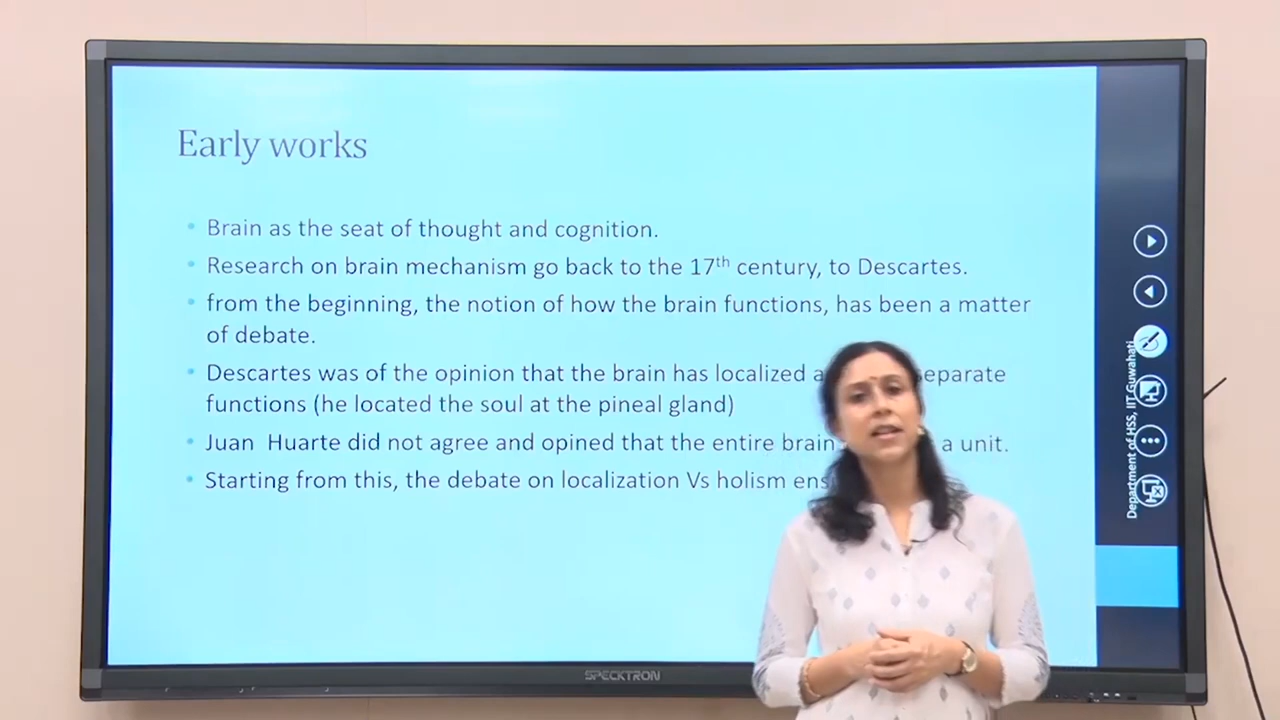 Early works
• Brain as the seat of thought and cognition.
• Research on brain mechanism go back to the 17th century, to Descartes.
• from the beginning, the notion of how the brain functions, has been a matter
of debate.
• Descartes was of the opinion that the brain has localized separate
functions (he located the soul at the pineal gland)
• Juan Huarte did not agree and opined that the entire brain a unit.
• Starting from this, the debate on localization Vs holism
Department of HSS, IIT Guwahati
SPECKTRON